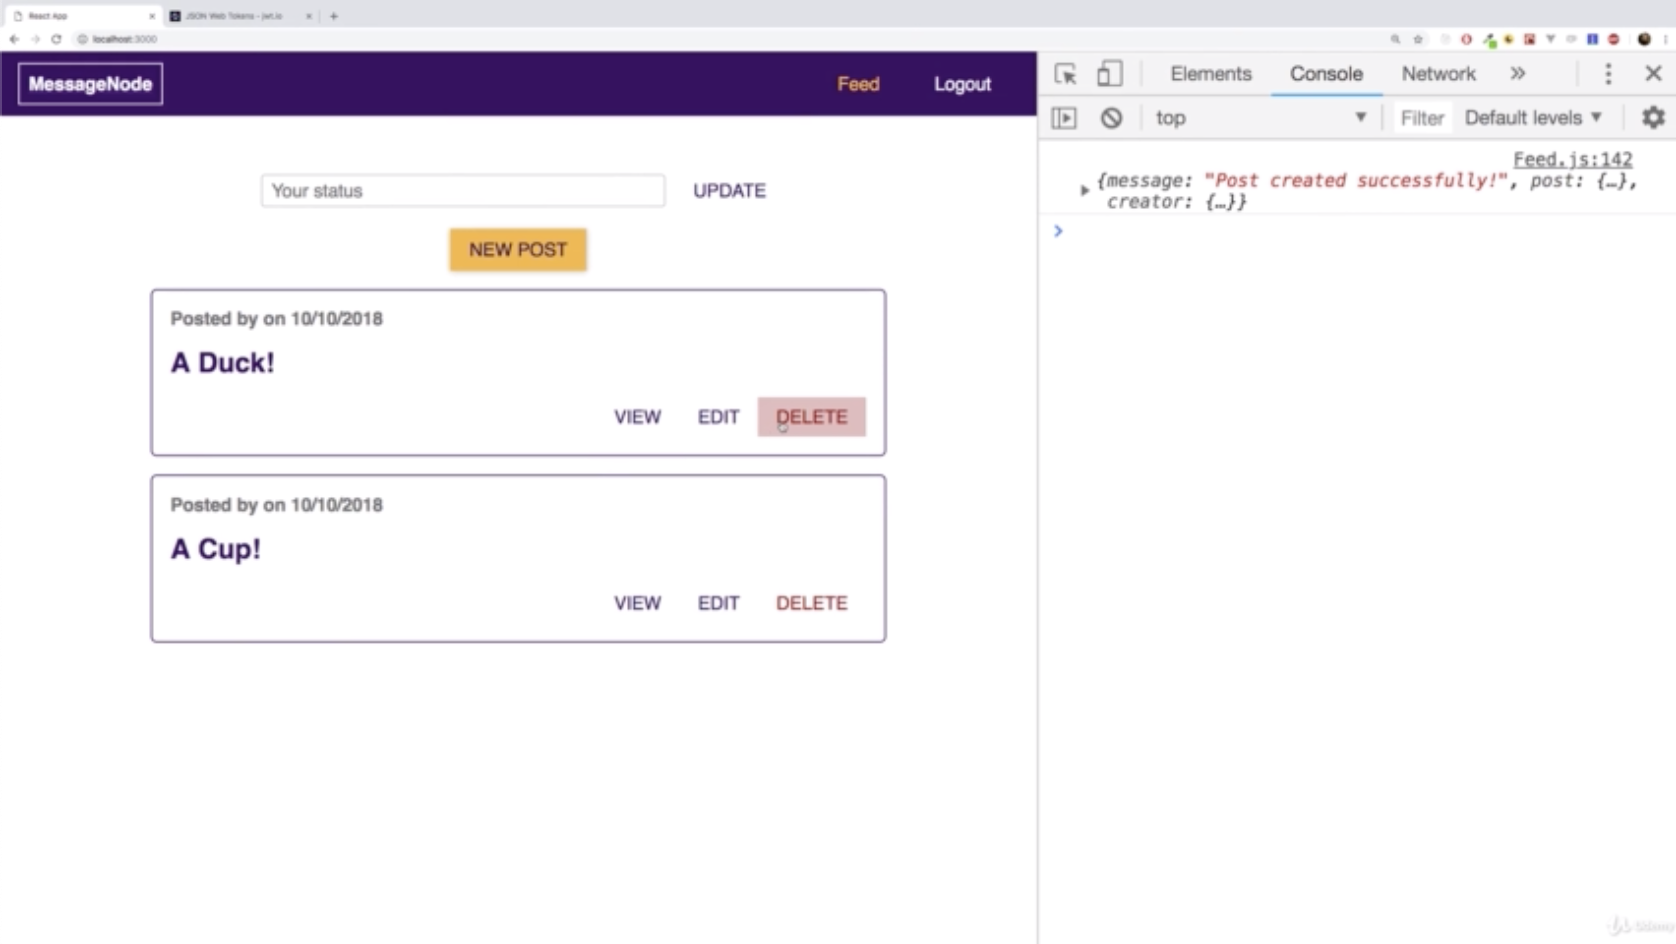 React App
JSON Web Tokens - jwt.io
localhost:3000
MessageNode
Feed
Logout
Your status
UPDATE
NEW POST
Posted by on 10/10/2018
A Duck!
VIEW EDIT DELETE
Posted by on 10/10/2018
A Cup!
VIEW EDIT DELETE
Elements Console Network
top
Filter
Default levels
Feed.js:142
{message: "Post created successfully!", post: {…},
creator: {…}}
Udemy